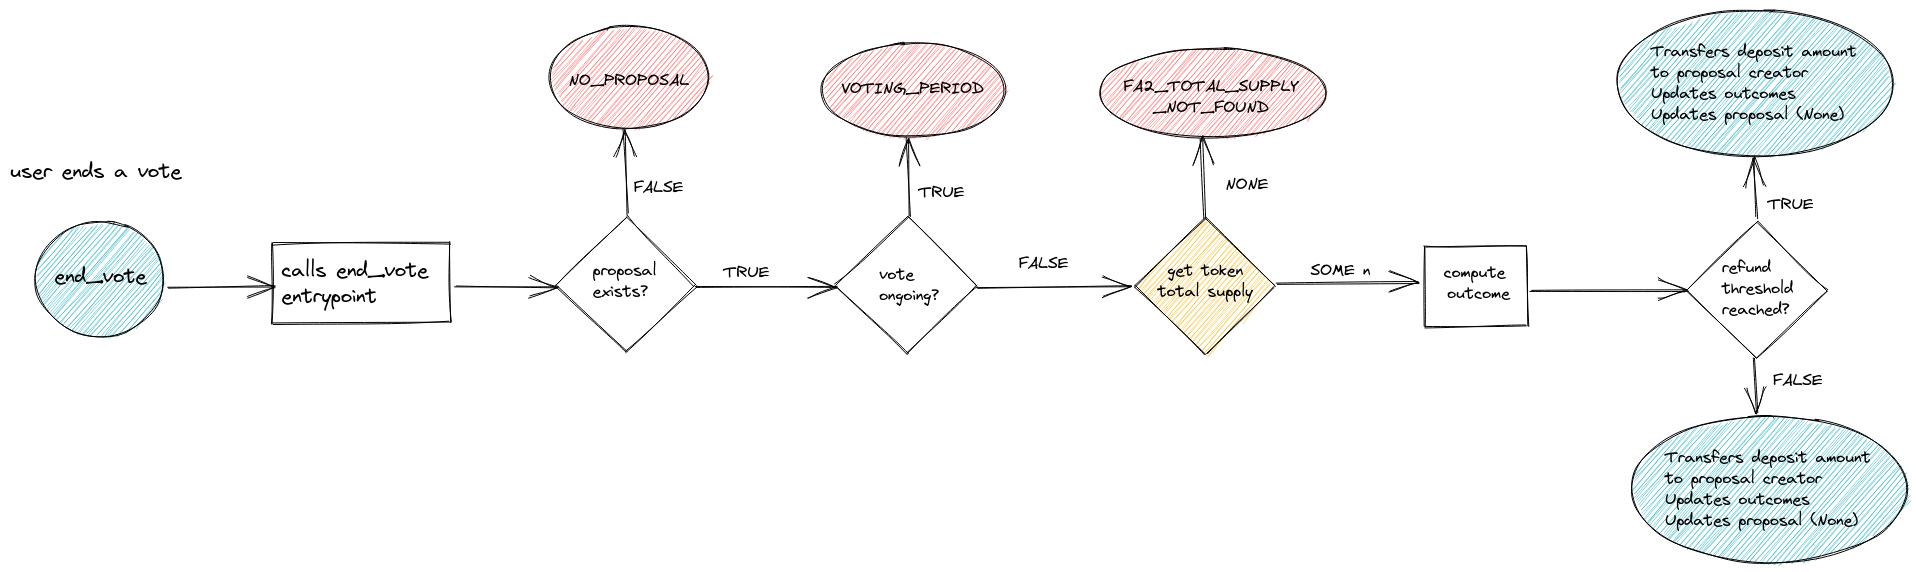 user ends a vote
end_vote
calls end_vote
entrypoint
proposal
exists?
FALSE
NO_PROPOSAL
TRUE
vote
ongoing?
TRUE
VOTING_PERIOD
FALSE
get token
total supply
NONE
FA2_TOTAL_SUPPLY
_NOT_FOUND
SOME n
compute
outcome
refund
threshold
reached?
TRUE
Transfers deposit amount
to proposal creator
Updates outcomes
Updates proposal (None)
FALSE
Transfers deposit amount
to proposal creator
Updates outcomes
Updates proposal (None)